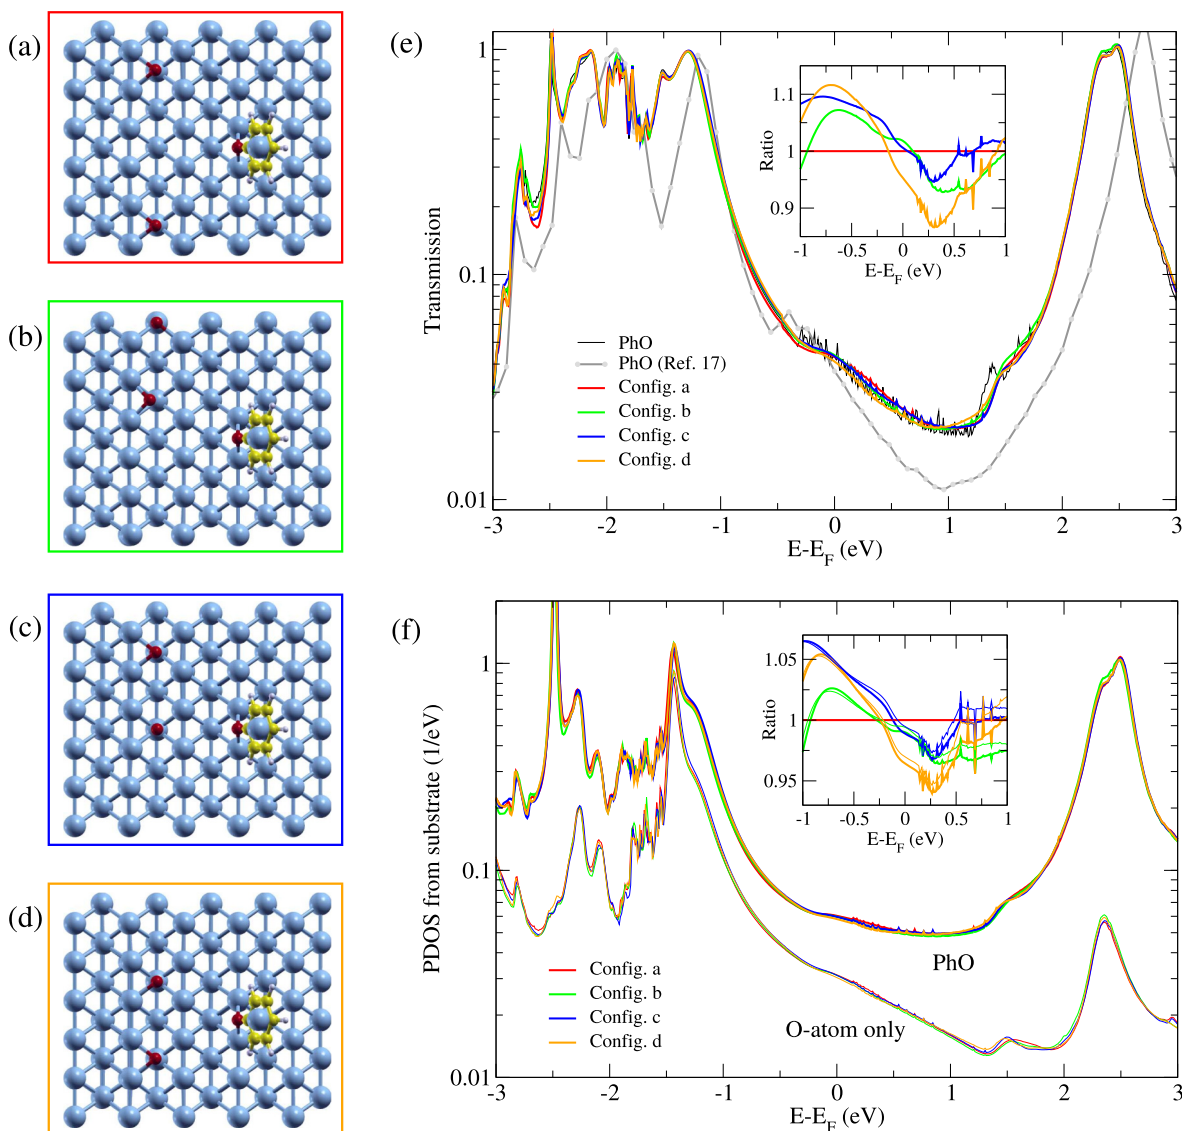 (a)
(b)
(c)
(d)
(e)
Transmission
1
0.1
0.01
-3
-2
-1
0
1
2
3
E-E_F (eV)
PhO
PhO (Ref. 17)
Config. a
Config. b
Config. c
Config. d
Ratio
1.1
1
0.9
-1
-0.5
0
0.5
1
E-E_F (eV)
(f)
PDOS from substrate (1/eV)
1
0.1
0.01
-3
-2
-1
0
1
2
3
E-E_F (eV)
Config. a
Config. b
Config. c
Config. d
PhO
O-atom only
Ratio
1.05
1
0.95
-1
-0.5
0
0.5
1
E-E_F (eV)